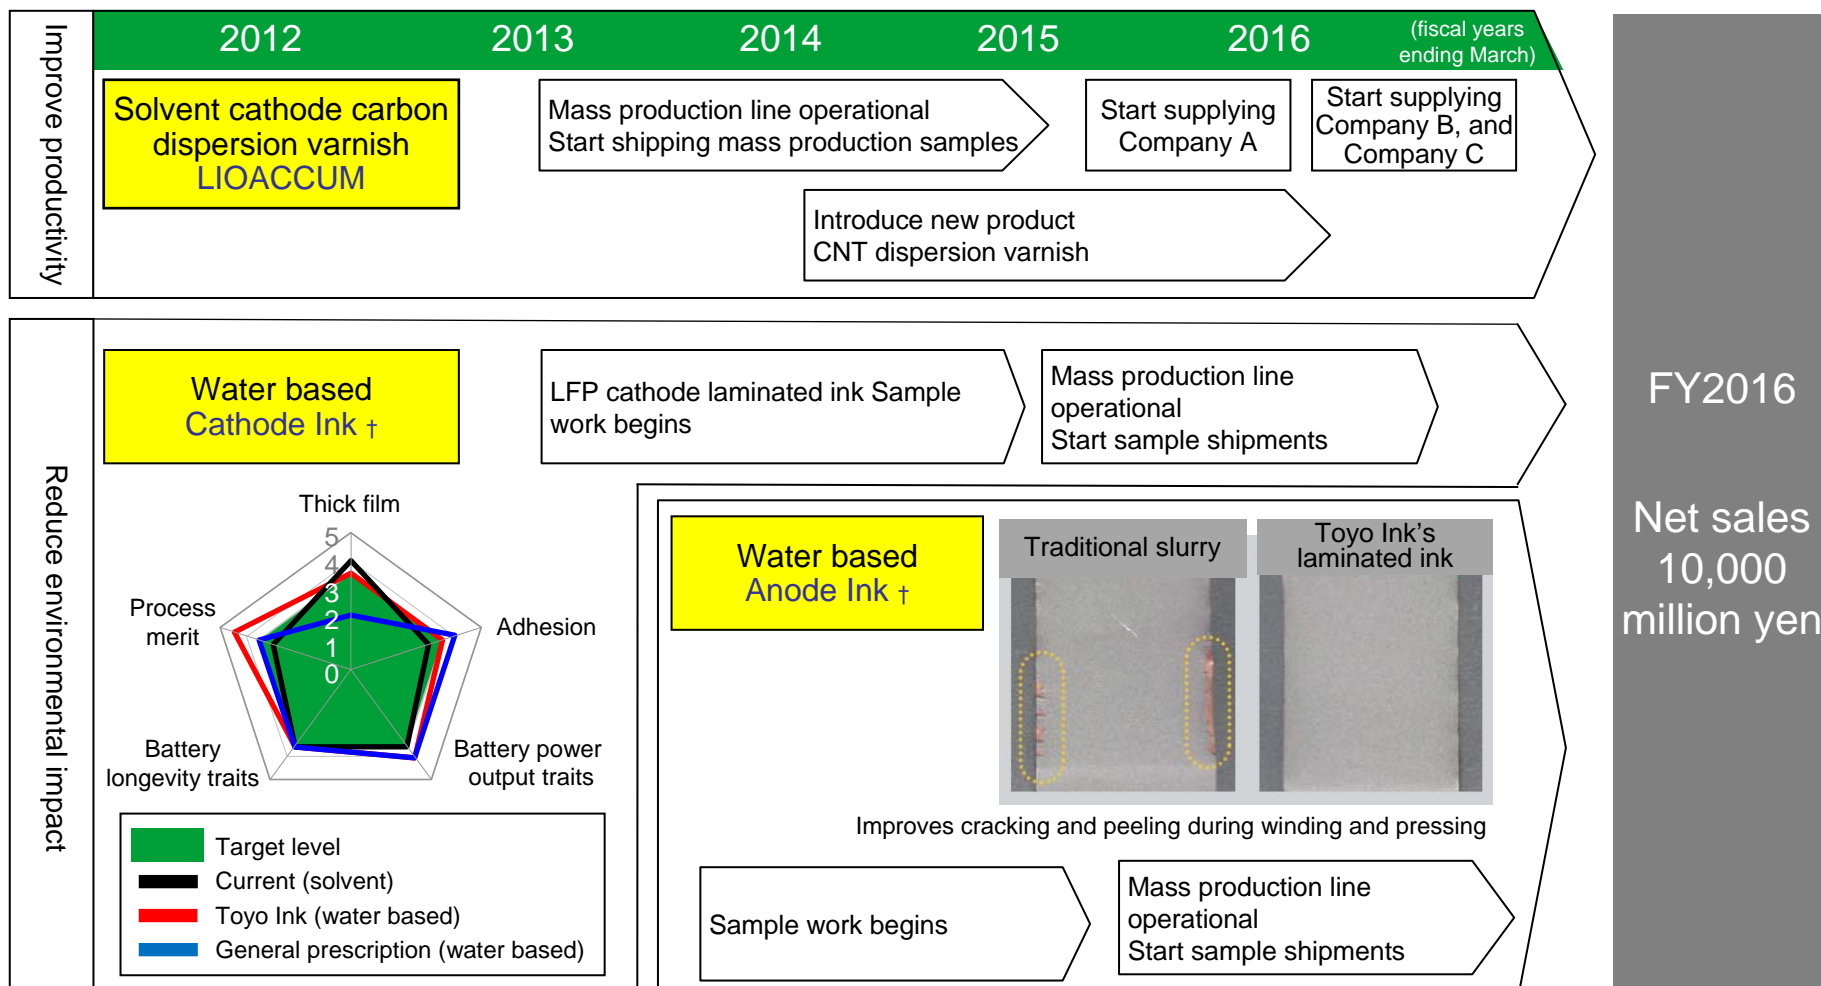 Improve productivity
2012 2013 2014 2015 2016
(fiscal years
ending March)
Solvent cathode carbon
dispersion varnish
LIOACCUM
Mass production line operational
Start shipping mass production samples
Start supplying
Company A
Start supplying
Company B, and
Company C
Introduce new product
CNT dispersion varnish
Reduce environmental impact
Water based
Cathode Ink †
LFP cathode laminated ink Sample
work begins
Mass production line
operational
Start sample shipments
Thick film
5
4
3
2
1
0
Process
merit
Adhesion
Battery
longevity traits
Battery power
output traits
Target level
Current (solvent)
Toyo Ink (water based)
General prescription (water based)
Water based
Anode Ink †
Traditional slurry
Toyo Ink’s
laminated ink
Improves cracking and peeling during winding and pressing
Sample work begins
Mass production line
operational
Start sample shipments
FY2016
Net sales
10,000
million yen